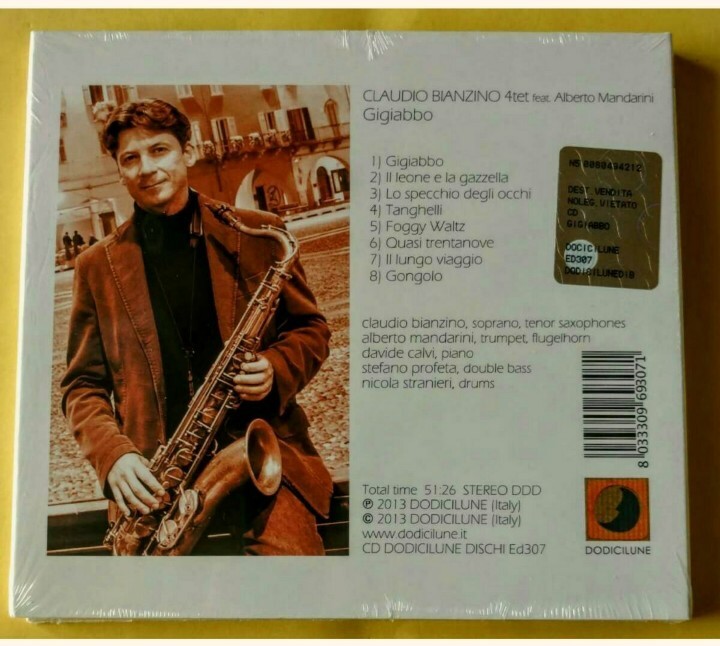 CLAUDIO BIANZINO 4tet feat. Alberto Mandarini
Gigiabbo
1) Gigiabbo
2) Il leone e la gazzella
3) Lo specchio degli occhi
4) Tanghelli
5) Foggy Waltz
6) Quasi trentanove
7) Il lungo viaggio
8) Gongolo
NS 0080494212
DEST.VENDITA
NOLEG.VIETATO
CD
GIGIABBO
DODICILUNE
ED307
DODICILUNEDIB
claudio bianzino, soprano, tenor saxophones
alberto mandarini, trumpet, flugelhorn
davide calvi, piano
stefano profeta, double bass
nicola stranieri, drums
8 033309 693071
Total time 51:26 STEREO DDD
℗ 2013 DODICILUNE (Italy)
© 2013 DODICILUNE (Italy)
www.dodicilune.it
CD DODICILUNE DISCHI Ed307
DODICILUNE